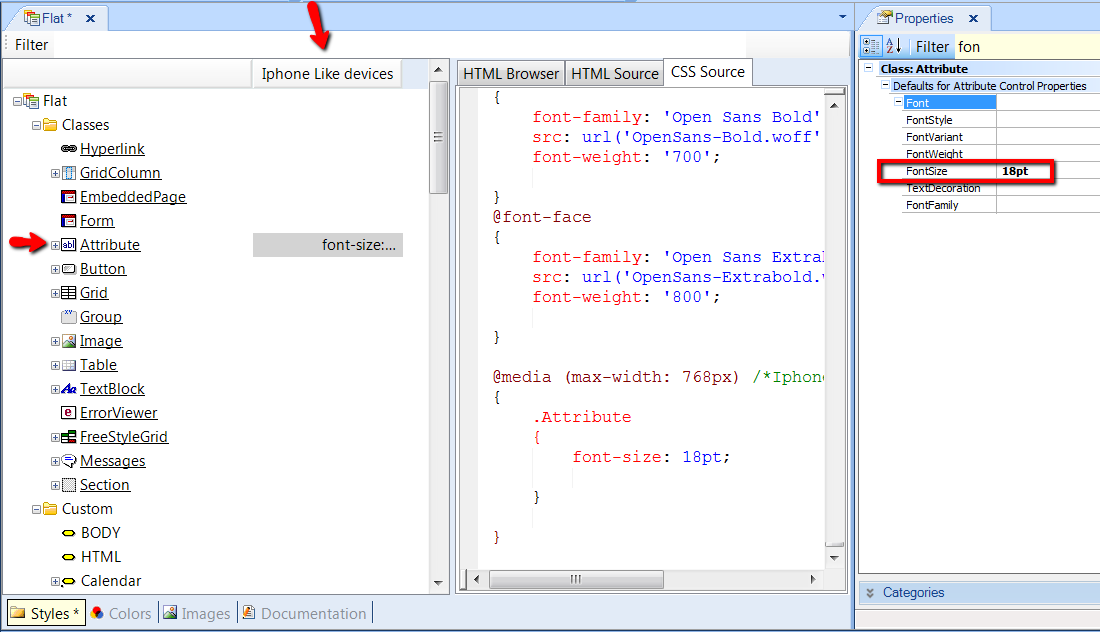 Flat *
Filter
Iphone Like devices
Flat
Classes
Hyperlink
GridColumn
EmbeddedPage
Form
abl Attribute
font-size:...
Button
Grid
xy Group
Image
Table
Aa TextBlock
e ErrorViewer
FreeStyleGrid
Messages
Section
Custom
BODY
HTML
Calendar
Styles *
Colors
Images
Documentation
HTML Browser
HTML Source
CSS Source
{
font-family: 'Open Sans Bold'
src: url('OpenSans-Bold.woff'
font-weight: '700';
}
@font-face
{
font-family: 'Open Sans Extrab
src: url('OpenSans-Extrabold.w
font-weight: '800';
}
@media (max-width: 768px) /*Iphone
{
.Attribute
{
font-size: 18pt;
}
}
Properties
A Z Filter fon
Class: Attribute
Defaults for Attribute Control Properties
Font
FontStyle
FontVariant
FontWeight
FontSize 18pt
TextDecoration
FontFamily
Categories